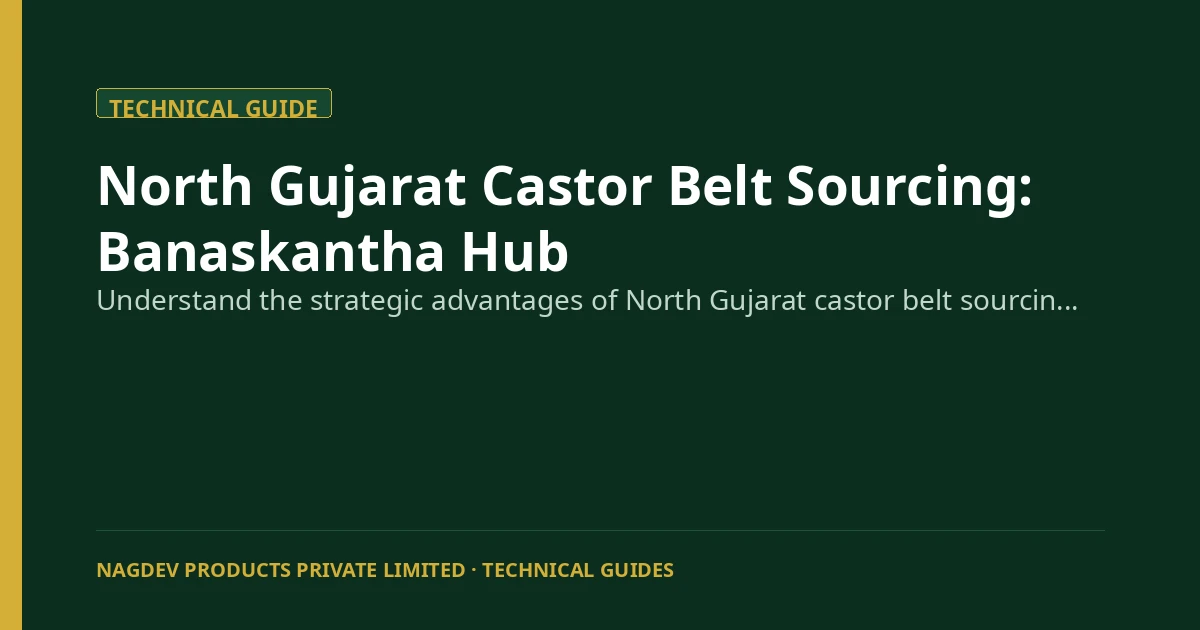 TECHNICAL GUIDE
North Gujarat Castor Belt Sourcing:
Banaskantha Hub
Understand the strategic advantages of North Gujarat castor belt sourcin...
NAGDEV PRODUCTS PRIVATE LIMITED · TECHNICAL GUIDES